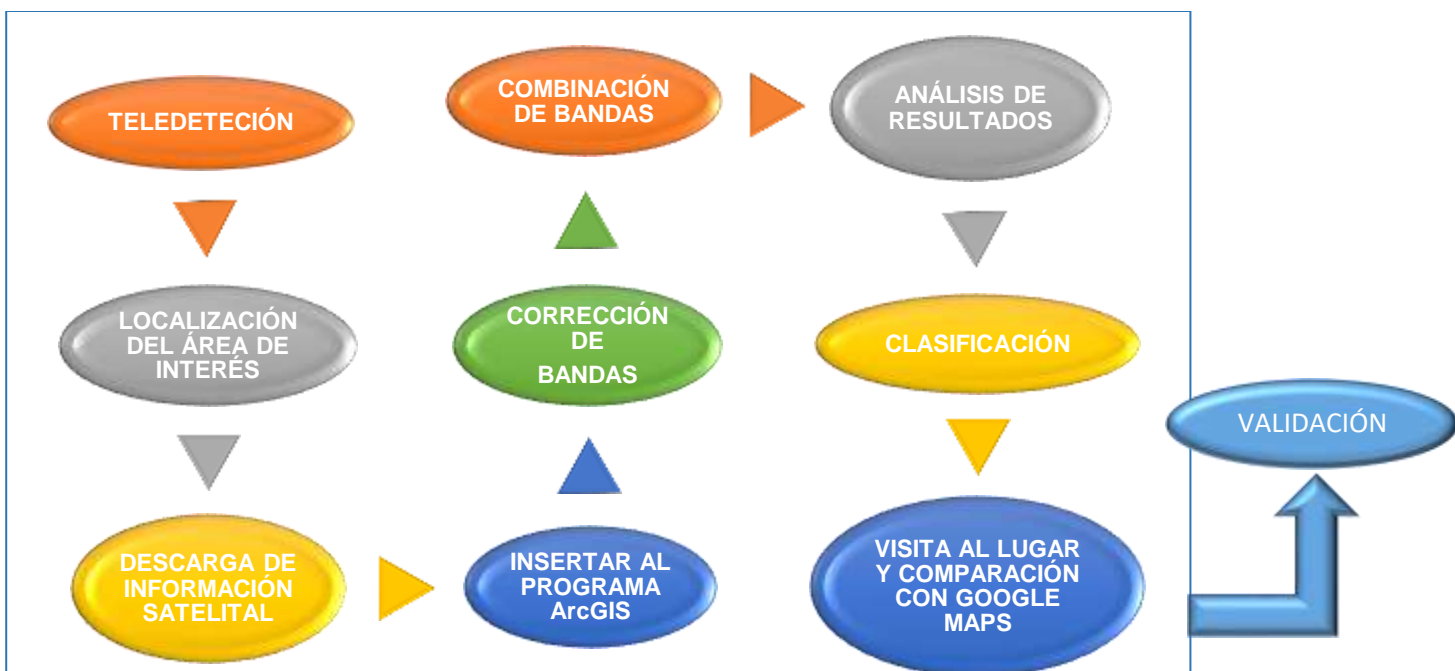 TELEDETECIÓN
LOCALIZACIÓN
DEL ÁREA DE
INTERÉS
DESCARGA DE
INFORMACIÓN
SATELITAL
INSERTAR AL
PROGRAMA
ArcGIS
CORRECCIÓN
DE
BANDAS
COMBINACIÓN
DE BANDAS
ANÁLISIS DE
RESULTADOS
CLASIFICACIÓN
VISITA AL LUGAR
Y COMPARACIÓN
CON GOOGLE
MAPS
VALIDACIÓN